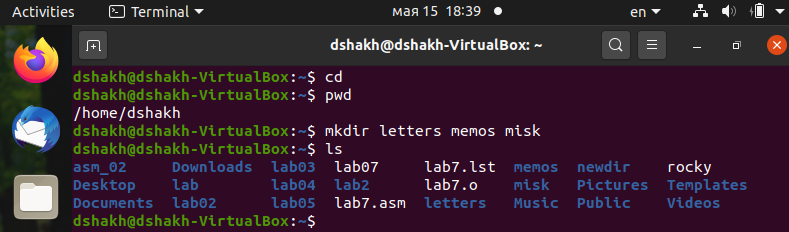 Activities Terminal мая 15 18:39 en
dshakh@dshakh-VirtualBox: ~
dshakh@dshakh-VirtualBox:~$ cd
dshakh@dshakh-VirtualBox:~$ pwd
/home/dshakh
dshakh@dshakh-VirtualBox:~$ mkdir letters memos misk
dshakh@dshakh-VirtualBox:~$ ls
asm_02 Downloads lab03 lab07 lab7.lst memos newdir rocky
Desktop lab lab04 lab2 lab7.o misk Pictures Templates
Documents lab02 lab05 lab7.asm letters Music Public Videos
dshakh@dshakh-VirtualBox:~$